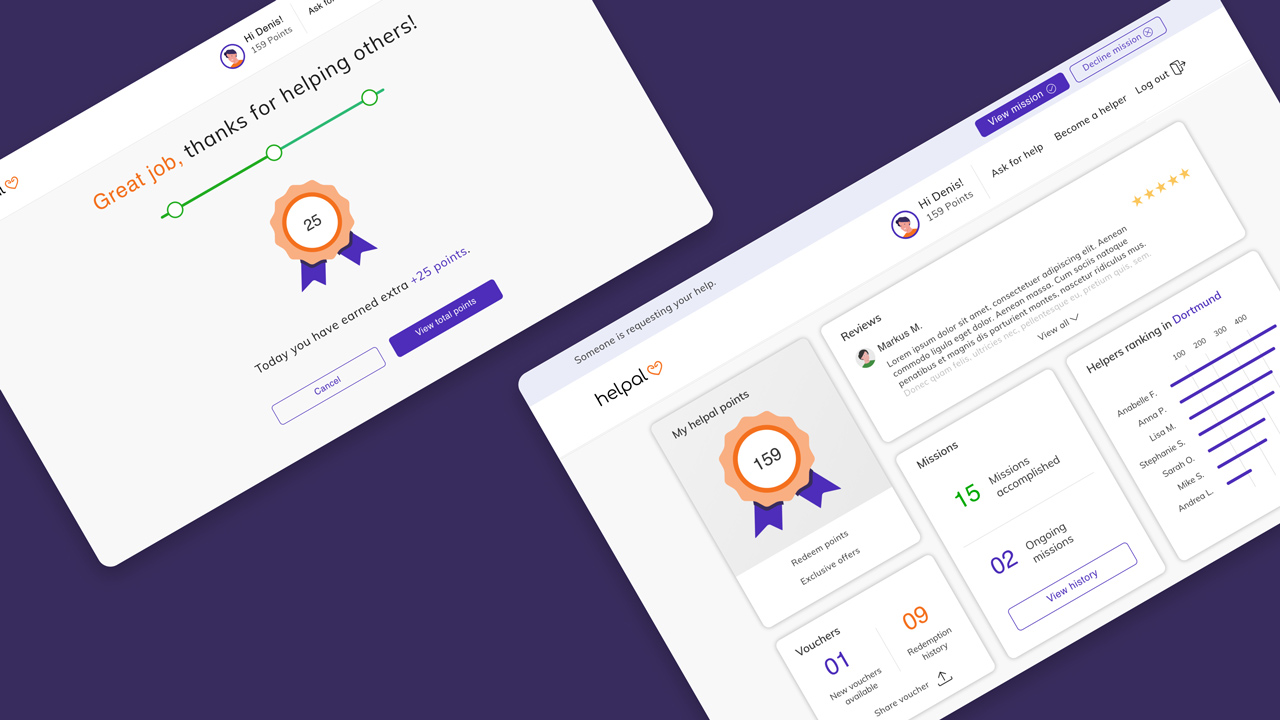 Hi Denis!
159 Points
Ask for
Great job, thanks for helping others!
25
Today you have earned extra +25 points.
Cancel
View total points
Someone is requesting your help.
View mission
Decline mission
helpal
Hi Denis!
159 Points
Ask for help
Become a helper
Log out
My helpal points
159
Redeem points
Exclusive offers
Reviews
Markus M.
Lorem ipsum dolor sit amet, consectetuer adipiscing elit. Aenean
commodo ligula eget dolor. Aenean massa. Cum sociis natoque
penatibus et magnis dis parturient montes, nascetur ridiculus mus.
Donec quam felis, ultricies nec, pellentesque eu, pretium quis, sem.
View all
Missions
15
Missions
accomplished
02
Ongoing
missions
View history
Helpers ranking in Dortmund
100 200 300 400
Anabelle F.
Anna P.
Lisa M.
Stephanie S.
Sarah O.
Mike S.
Andrea L.
Vouchers
01
New vouchers
available
09
Redemption
history
Share voucher